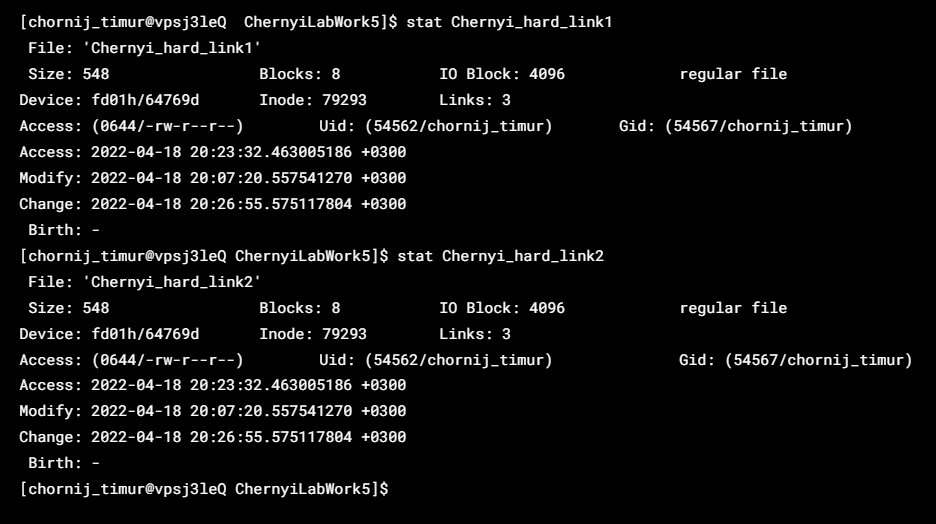 [chornij_timur@vpsj3leQ  ChernyiLabWork5]$ stat Chernyi_hard_link1
 File: 'Chernyi_hard_link1'
 Size: 548                 Blocks: 8           IO Block: 4096             regular file
Device: fd01h/64769d       Inode: 79293        Links: 3
Access: (0644/-rw-r--r--)         Uid: (54562/chornij_timur)        Gid: (54567/chornij_timur)
Access: 2022-04-18 20:23:32.463005186 +0300
Modify: 2022-04-18 20:07:20.557541270 +0300
Change: 2022-04-18 20:26:55.575117804 +0300
 Birth: -
[chornij_timur@vpsj3leQ ChernyiLabWork5]$ stat Chernyi_hard_link2
 File: 'Chernyi_hard_link2'
 Size: 548                 Blocks: 8           IO Block: 4096             regular file
Device: fd01h/64769d       Inode: 79293        Links: 3
Access: (0644/-rw-r--r--)         Uid: (54562/chornij_timur)               Gid: (54567/chornij_timur)
Access: 2022-04-18 20:23:32.463005186 +0300
Modify: 2022-04-18 20:07:20.557541270 +0300
Change: 2022-04-18 20:26:55.575117804 +0300
 Birth: -
[chornij_timur@vpsj3leQ ChernyiLabWork5]$